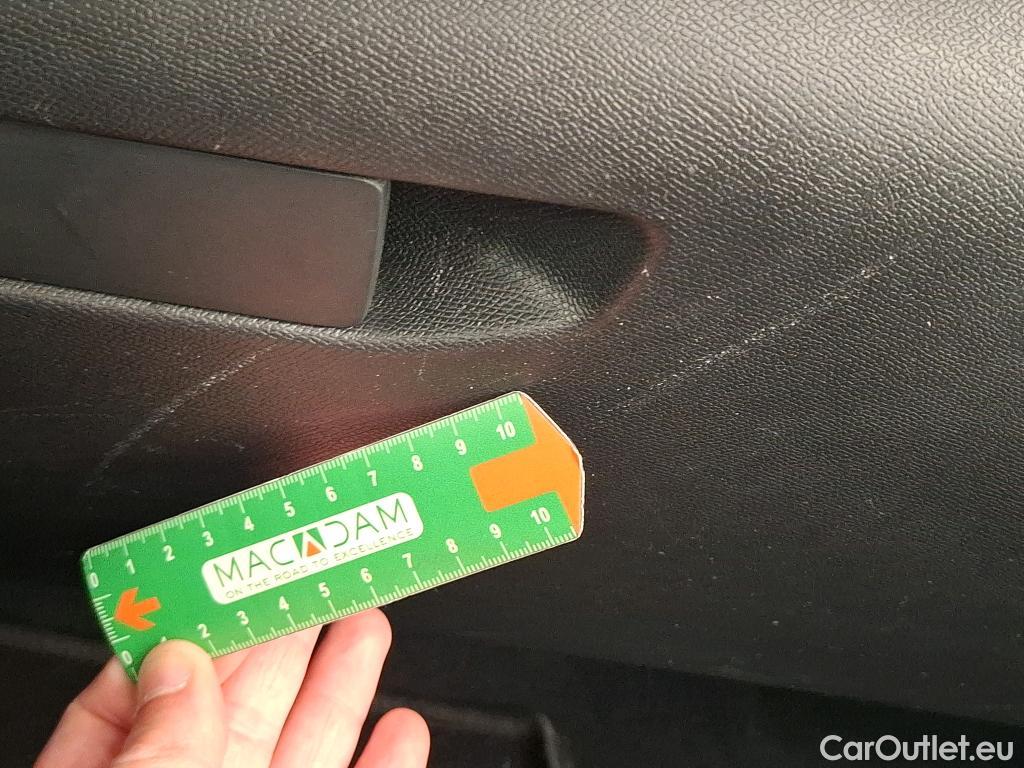 0 1 2 3 4 5 6 7 8 9 10
MACADAM
ON THE ROAD TO EXCELLENCE
0 1 2 3 4 5 6 7 8 9 10
CarOutlet.eu